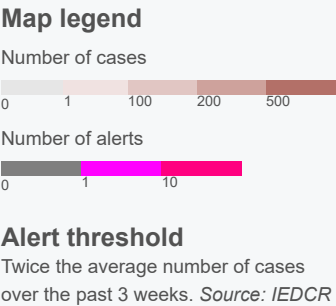 Map legend
Number of cases
0 1 100 200 500
Number of alerts
0 1 10
Alert threshold
Twice the average number of cases
over the past 3 weeks. Source: IEDCR